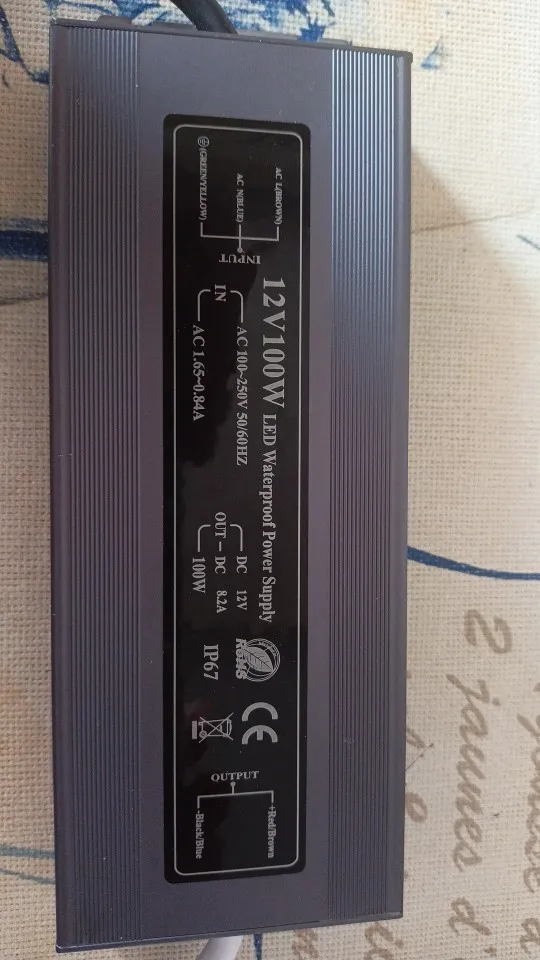 AC L(BROWN)
AC N(BLUE)
(GREEN/YELLOW)
INPUT
12V100W LED Waterproof Power Supply
IN
AC 100~250V 50/60HZ
AC 1.65~0.84A
OUT
DC 12V
DC 8.2A
100W
RoHS
IP67
CE
OUTPUT
+Red/Brown
-Black/Blue
2 jaunes d'